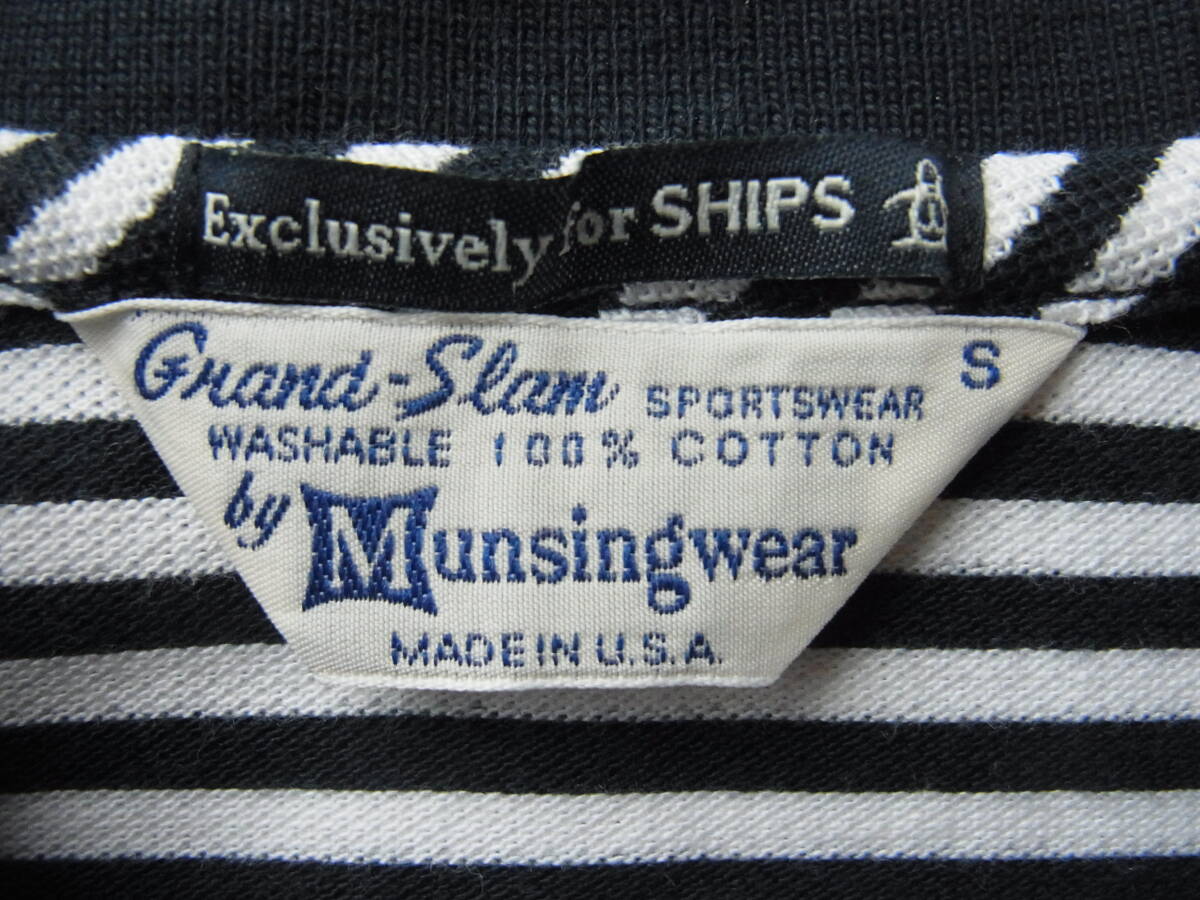 Exclusively for SHIPS
Grand-Slam SPORTSWEAR S
WASHABLE 100% COTTON
by Munsingwear
MADE IN U.S.A.